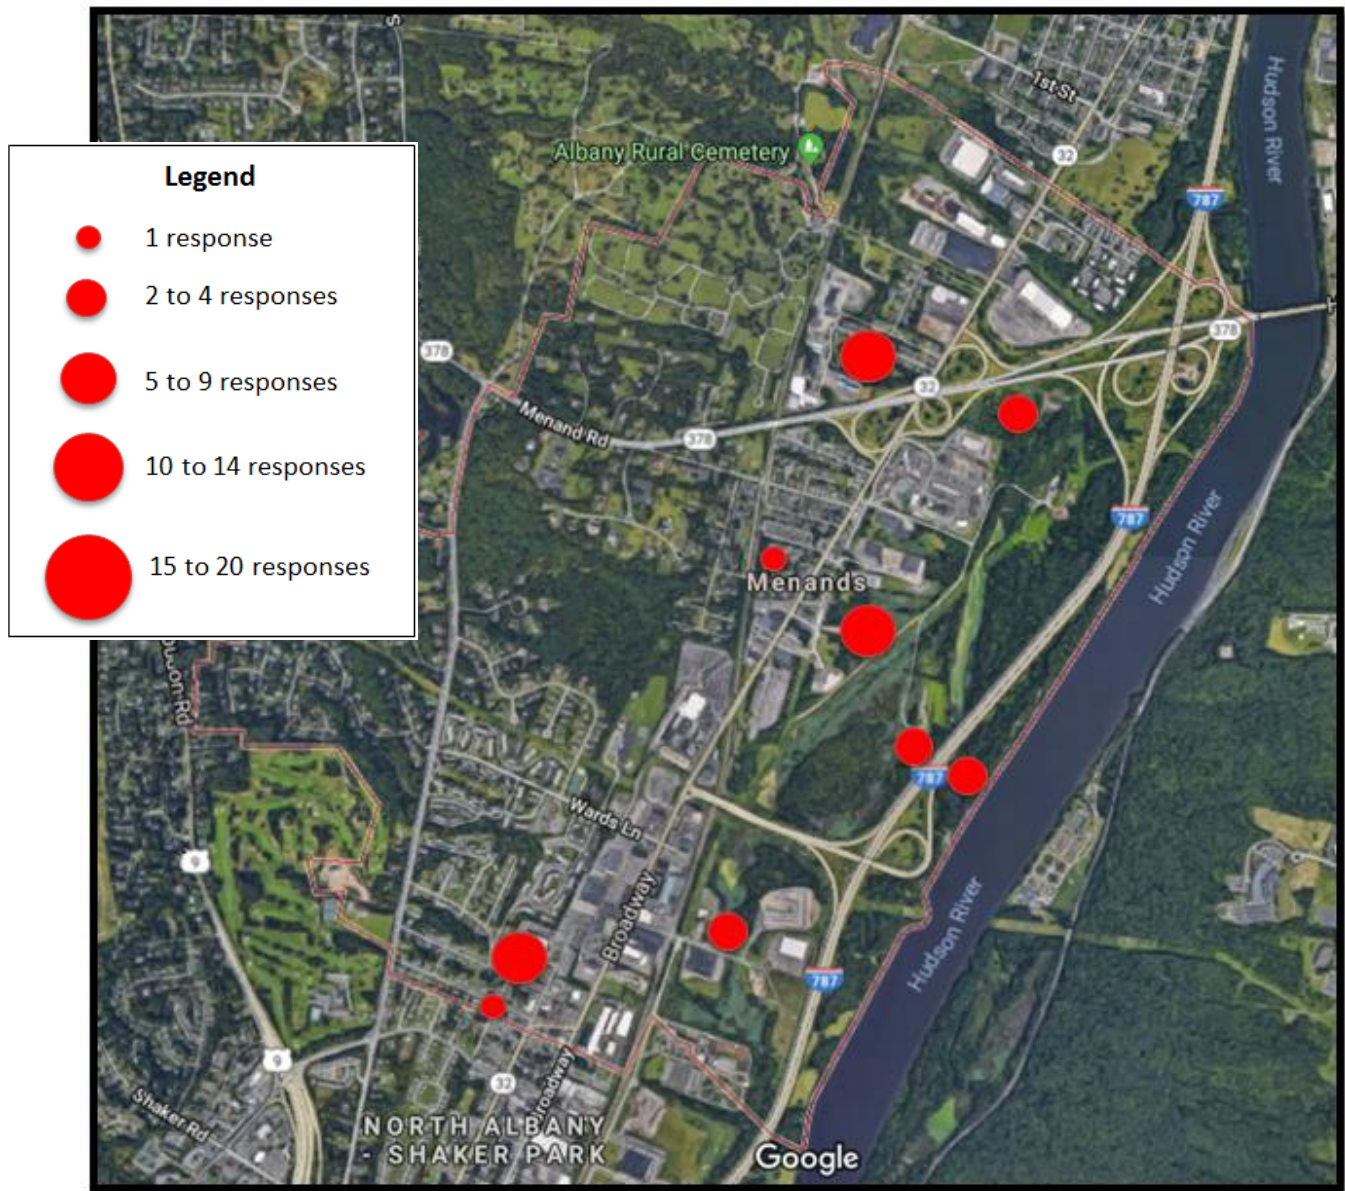 S
1st St
Hudson River
32
Albany Rural Cemetery
787
Legend
1 response
2 to 4 responses
5 to 9 responses
10 to 14 responses
15 to 20 responses
378
378
32
Menand Rd
378
787
Hudson River
Menands
787
Wards Ln
9
Broadway
Hudson River
787
9
32
Broadway
Shaker Rd
NORTH ALBANY
- SHAKER PARK
Google